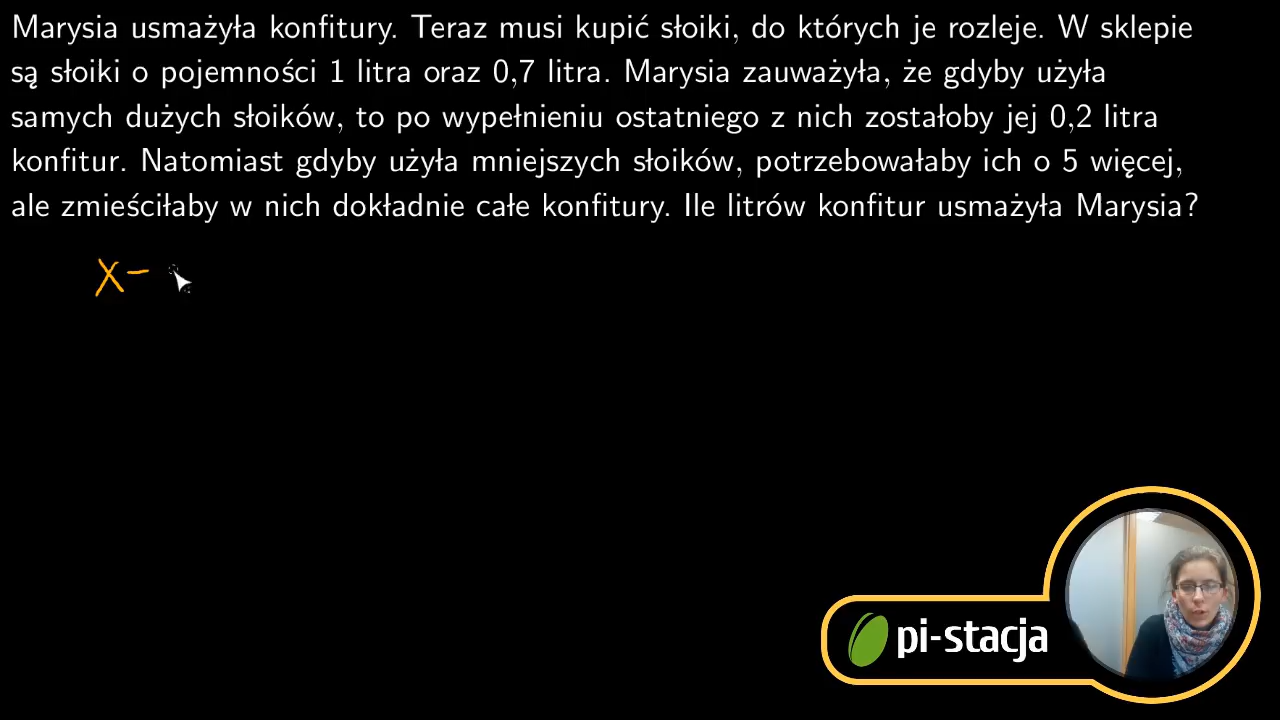 Marysia usmażyła konfitury. Teraz musi kupić słoiki, do których je rozleje. W sklepie
są słoiki o pojemności 1 litra oraz 0,7 litra. Marysia zauważyła, że gdyby użyła
samych dużych słoików, to po wypełnieniu ostatniego z nich zostałoby jej 0,2 litra
konfitur. Natomiast gdyby użyła mniejszych słoików, potrzebowałaby ich o 5 więcej,
ale zmieściłaby w nich dokładnie całe konfitury. Ile litrów konfitur usmażyła Marysia?
X-
pi-stacja